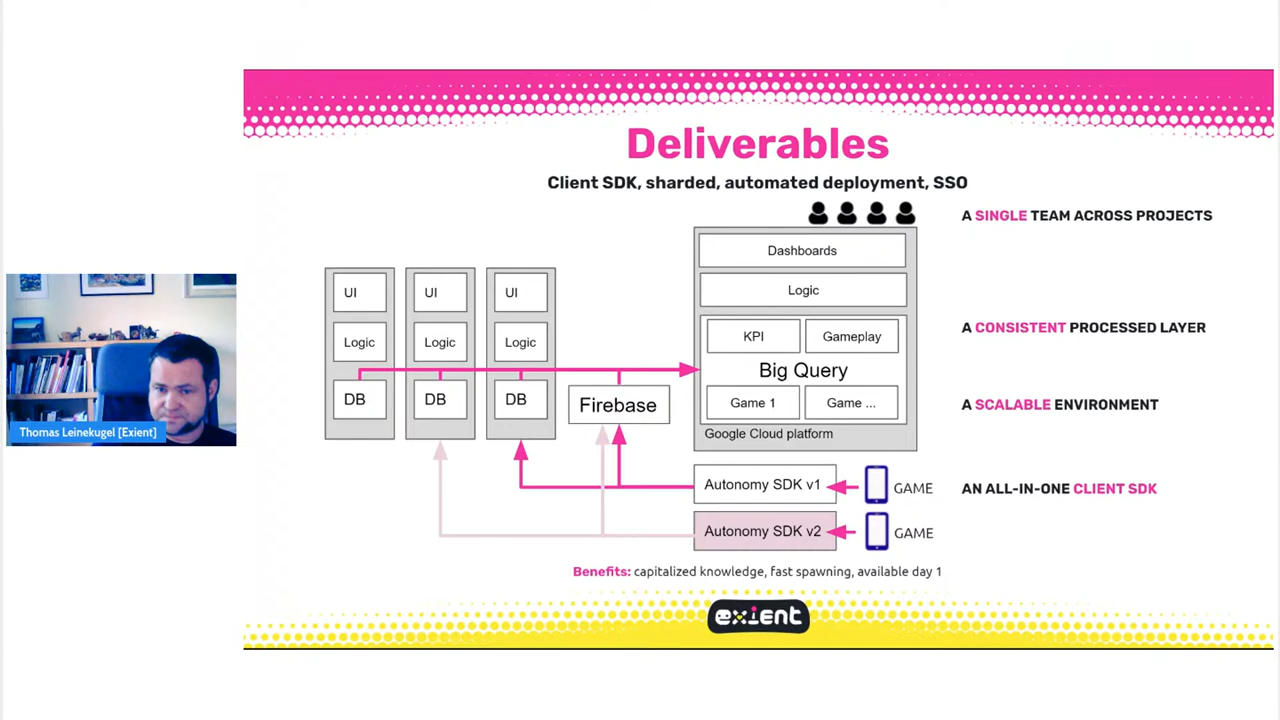 Deliverables
Client SDK, sharded, automated deployment, SSO
A SINGLE TEAM ACROSS PROJECTS
Dashboards
UI
UI
UI
Logic
A CONSISTENT PROCESSED LAYER
Logic
Logic
Logic
KPI
Gameplay
Big Query
DB
DB
DB
Firebase
Game 1
Game ...
A SCALABLE ENVIRONMENT
Google Cloud platform
Thomas Leinekugel [Exient]
Autonomy SDK v1
GAME
AN ALL-IN-ONE CLIENT SDK
Autonomy SDK v2
GAME
Benefits: capitalized knowledge, fast spawning, available day 1
exient